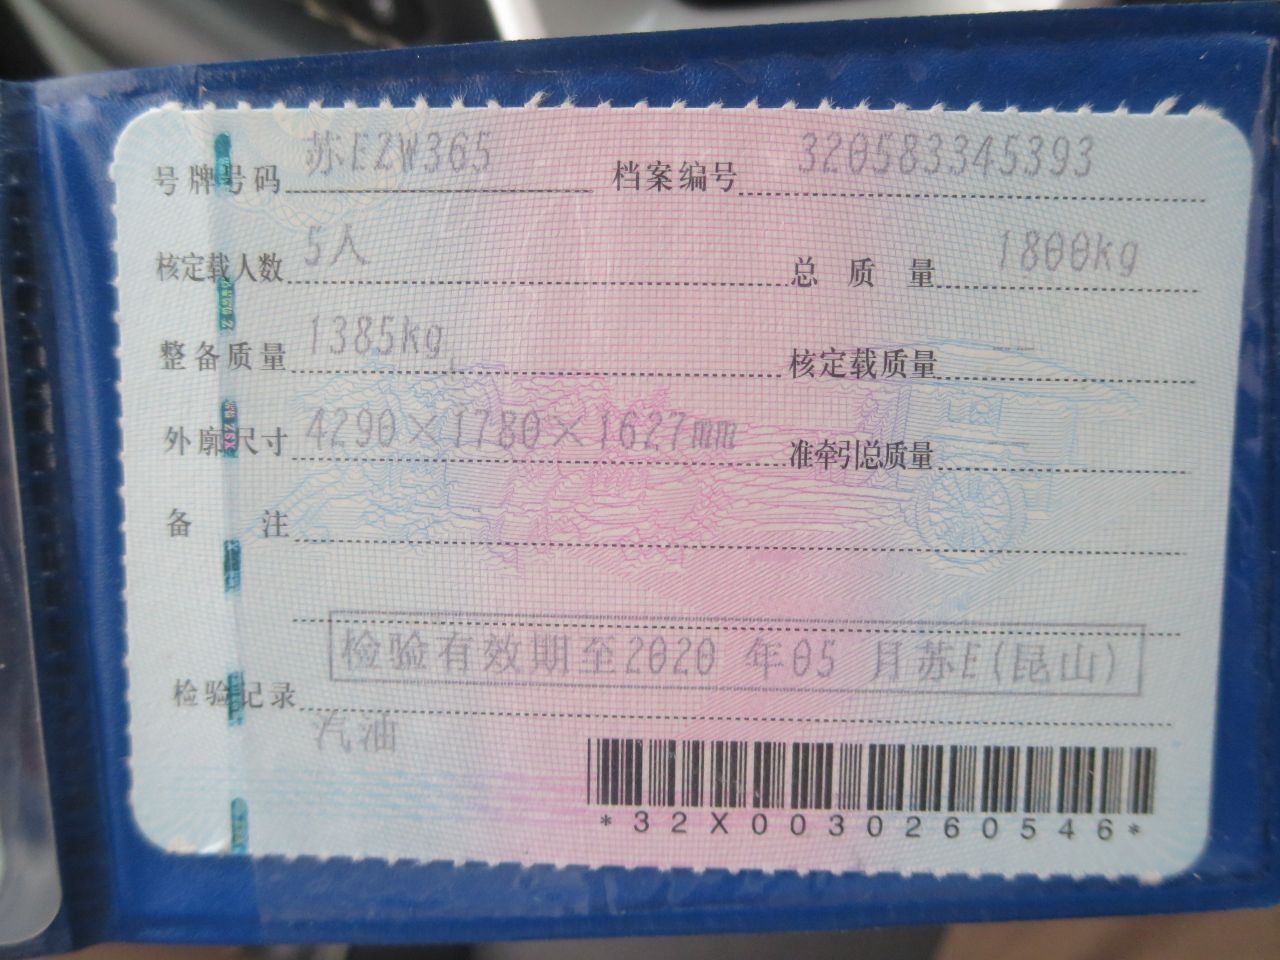 号牌号码 苏EZW365 档案编号 320583345393
核定载人数 5人 总质量 1800kg
整备质量 1385kg 核定载质量 --
外廓尺寸 4290×1780×1627mm 准牵引总质量
备注
检验有效期至2020 年05 月苏E(昆山)
检验记录
汽油
*32X0030260546*